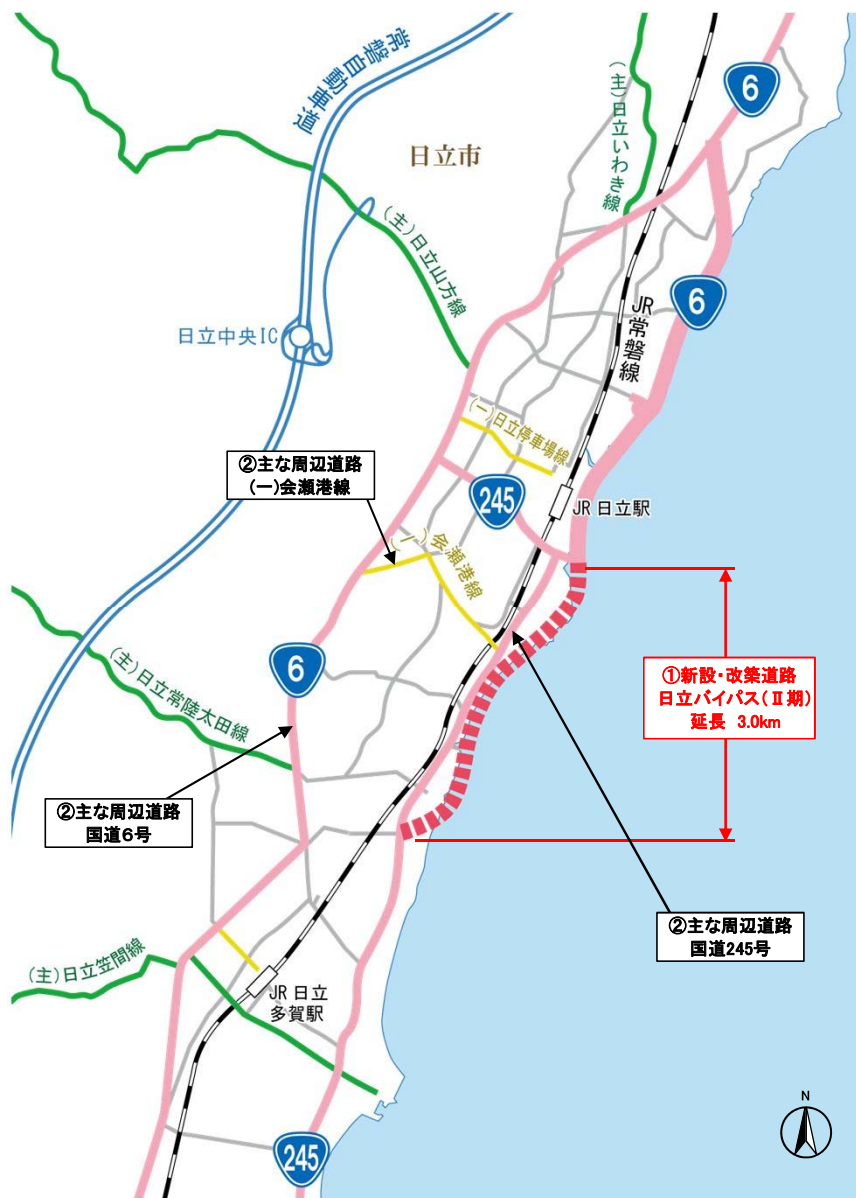 常磐自動車道
日立市
(主)日立いわき線
6
(主)日立山方線
6
JR常磐線
日立中央IC
(一)日立停車場線
②主な周辺道路
(一)会瀬港線
245
JR 日立駅
(一)会瀬港線
(主)日立常陸太田線
6
①新設・改築道路
日立バイパス(Ⅱ期)
延長 3.0km
②主な周辺道路
国道6号
②主な周辺道路
国道245号
(主)日立笠間線
JR 日立
多賀駅
N
245